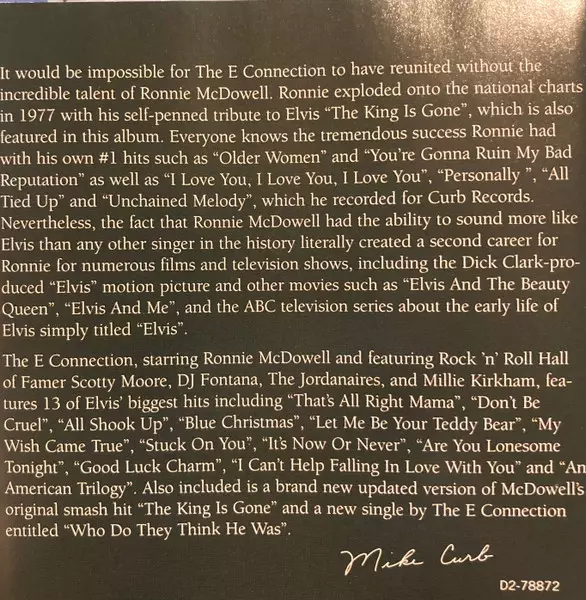 It would be impossible for The E Connection to have reunited without the
incredible talent of Ronnie McDowell. Ronnie exploded onto the national charts
in 1977 with his self-penned tribute to Elvis “The King Is Gone”, which is also
featured in this album. Everyone knows the tremendous success Ronnie had
with his own #1 hits such as “Older Women” and “You’re Gonna Ruin My Bad
Reputation” as well as “I Love You, I Love You, I Love You”, “Personally ”, “All
Tied Up” and “Unchained Melody”, which he recorded for Curb Records.
Nevertheless, the fact that Ronnie McDowell had the ability to sound more like
Elvis than any other singer in the history literally created a second career for
Ronnie for numerous films and television shows, including the Dick Clark-pro-
duced “Elvis” motion picture and other movies such as “Elvis And The Beauty
Queen”, “Elvis And Me”, and the ABC television series about the early life of
Elvis simply titled “Elvis”.
The E Connection, starring Ronnie McDowell and featuring Rock ’n’ Roll Hall
of Famer Scotty Moore, DJ Fontana, The Jordanaires, and Millie Kirkham, fea-
tures 13 of Elvis’ biggest hits including “That’s All Right Mama”, “Don’t Be
Cruel”, “All Shook Up”, “Blue Christmas”, “Let Me Be Your Teddy Bear”, “My
Wish Came True”, “Stuck On You”, “It’s Now Or Never”, “Are You Lonesome
Tonight”, “Good Luck Charm”, “I Can’t Help Falling In Love With You” and “An
American Trilogy”. Also included is a brand new updated version of McDowell’s
original smash hit “The King Is Gone” and a new single by The E Connection
entitled “Who Do They Think He Was”.
Mike Curb
D2-78872